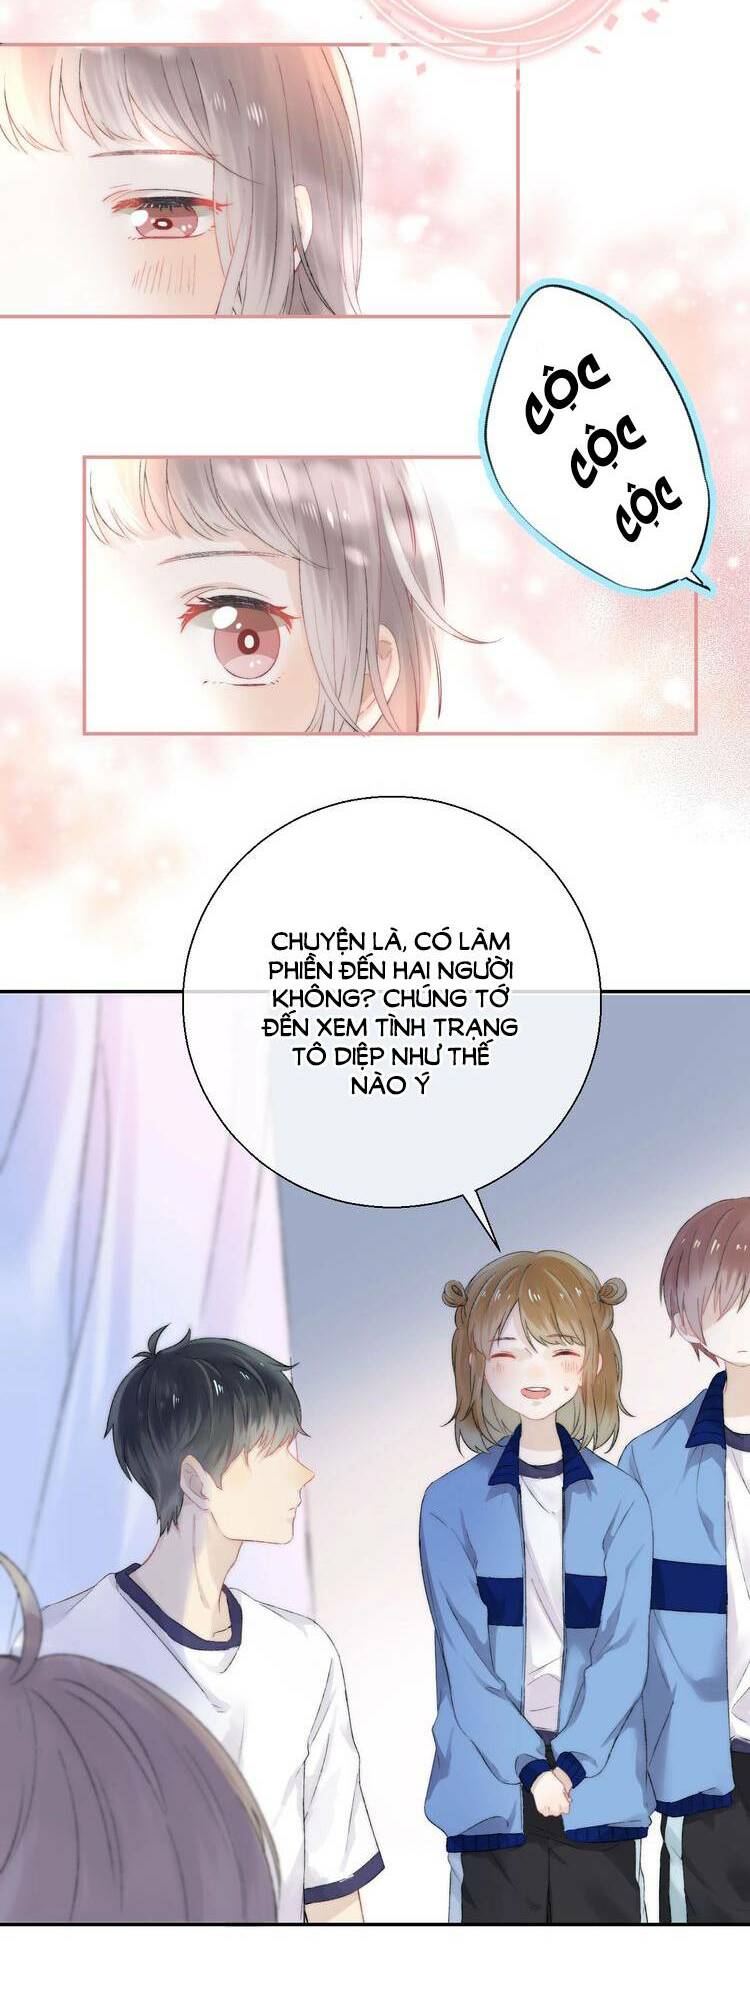 CỘC
CỘC
CỘC
CHUYỆN LÀ, CÓ LÀM
PHIỀN ĐẾN HAI NGƯỜI
KHÔNG? CHÚNG TỚ
ĐẾN XEM TÌNH TRẠNG
TÔ DIỆP NHƯ THẾ
NÀO Ý